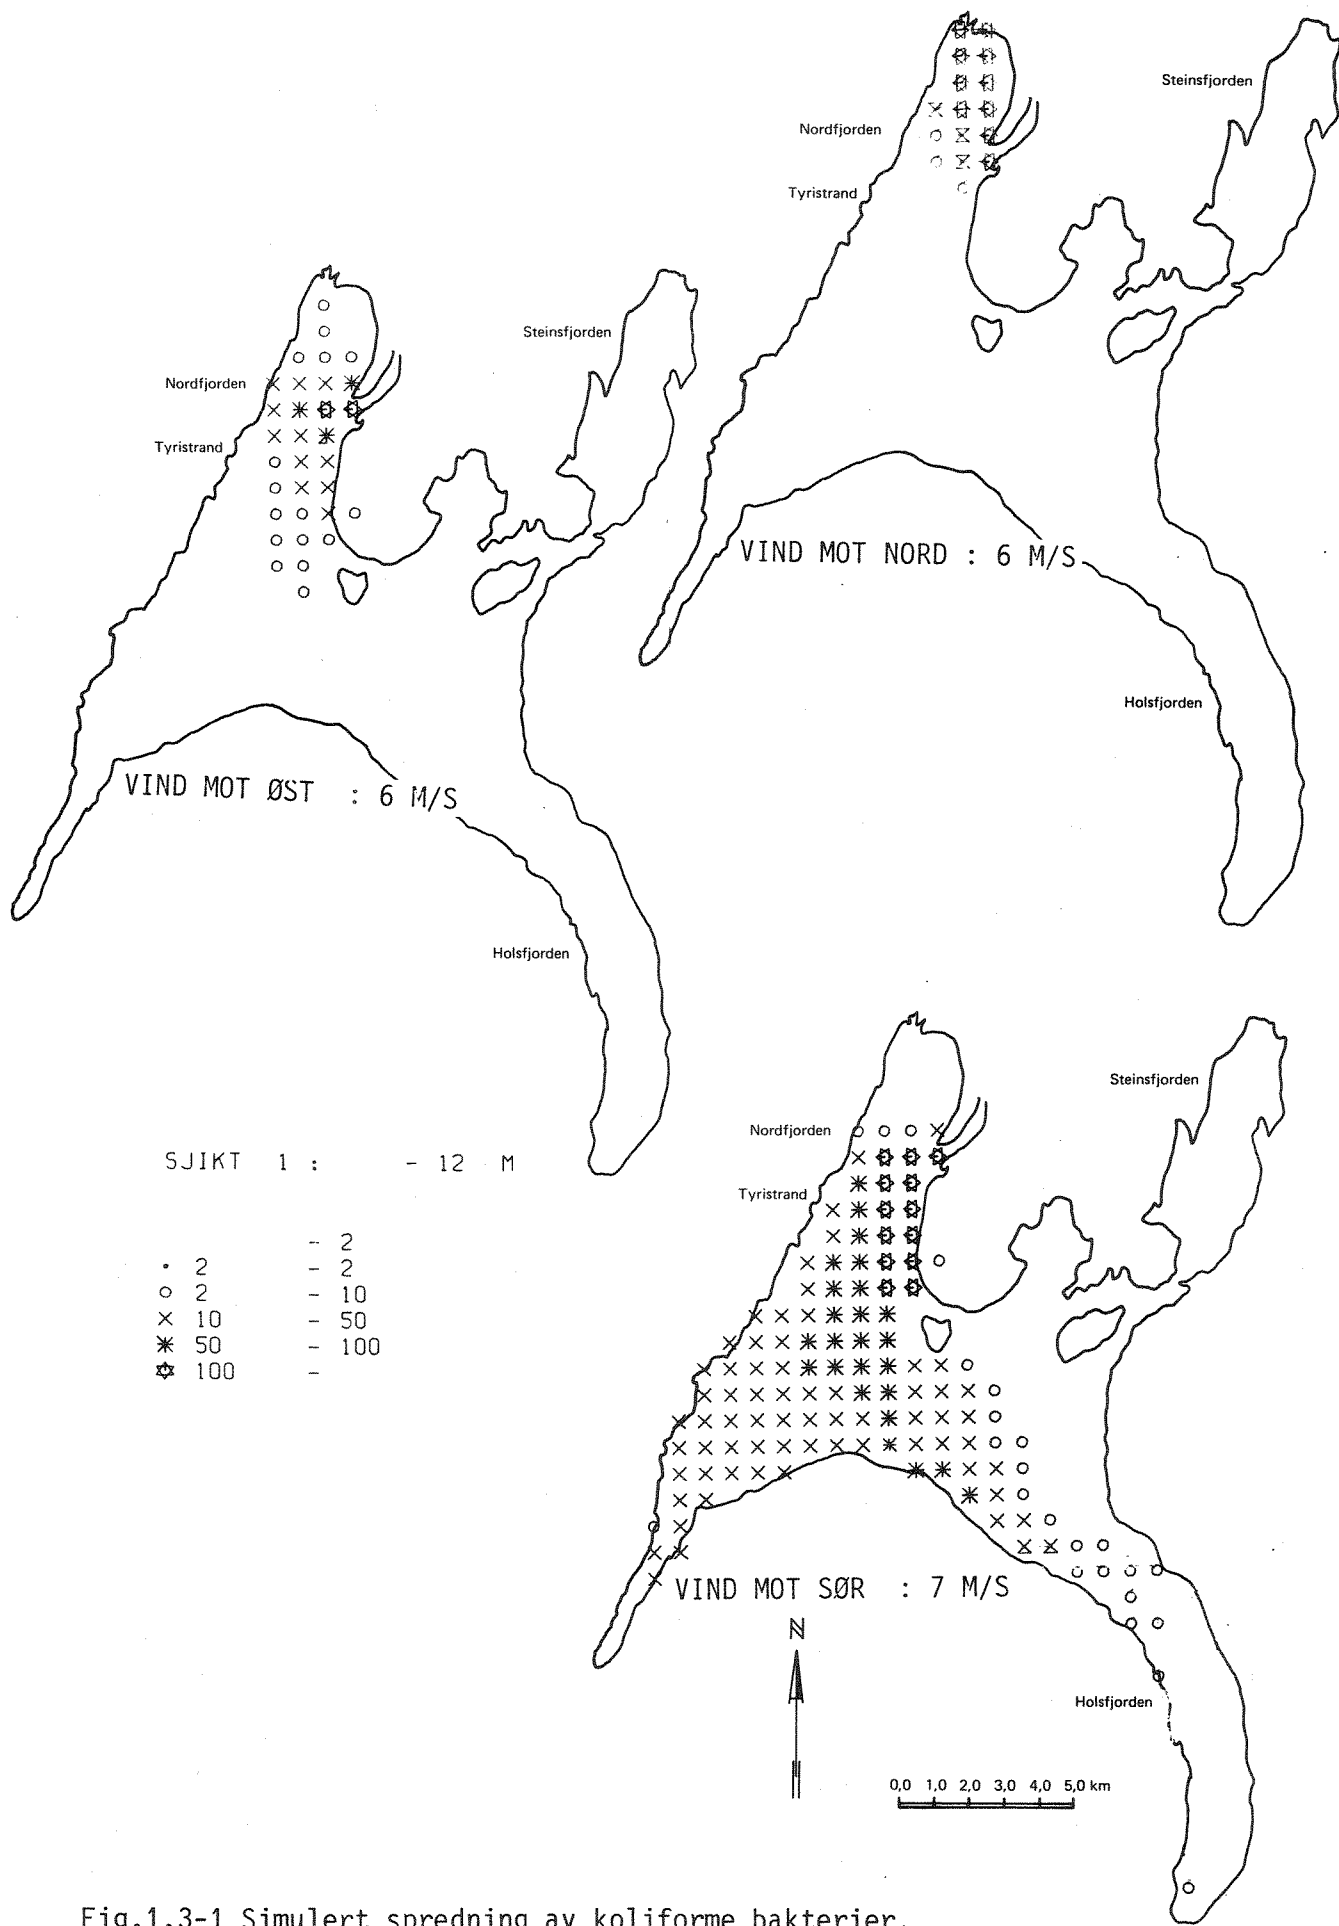 Steinsfjorden
Nordfjorden
Tyristrand
VIND MOT NORD : 6 M/S
Holsfjorden
Steinsfjorden
Nordfjorden
Tyristrand
VIND MOT ØST : 6 M/S
Holsfjorden
SJIKT 1 : - 12 M
- 2
2 - 2
2 - 10
10 - 50
50 - 100
100 -
Steinsfjorden
Nordfjorden
Tyristrand
VIND MOT SØR : 7 M/S
N
Holsfjorden
0,0 1,0 2,0 3,0 4,0 5,0 km
Fig.1.3-1 Simulert spredning av koliforme bakterier.